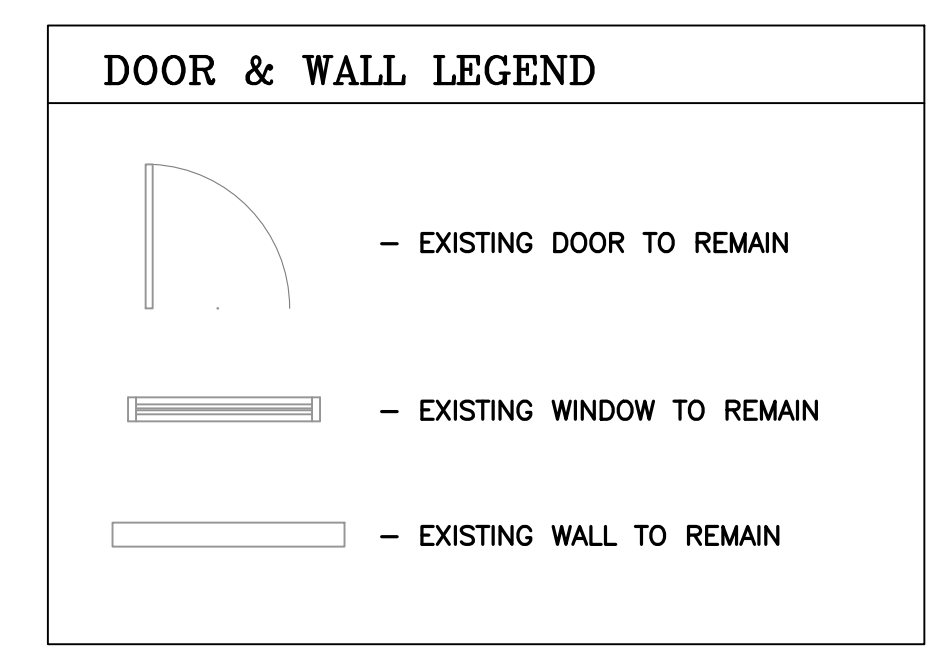 DOOR & WALL LEGEND
– EXISTING DOOR TO REMAIN
– EXISTING WINDOW TO REMAIN
– EXISTING WALL TO REMAIN